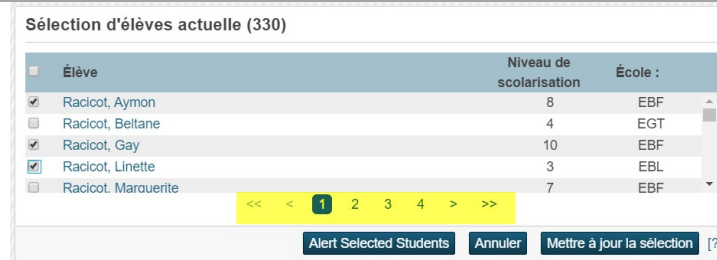 Sélection d'élèves actuelle (330)
Élève Niveau de scolarisation École :
Racicot, Aymon 8 EBF
Racicot, Beltane 4 EGT
Racicot, Gay 10 EBF
Racicot, Linette 3 EBL
Racicot, Marguerite 7 EBF
<< < 1 2 3 4 > >>
Alert Selected Students Annuler Mettre à jour la sélection [?